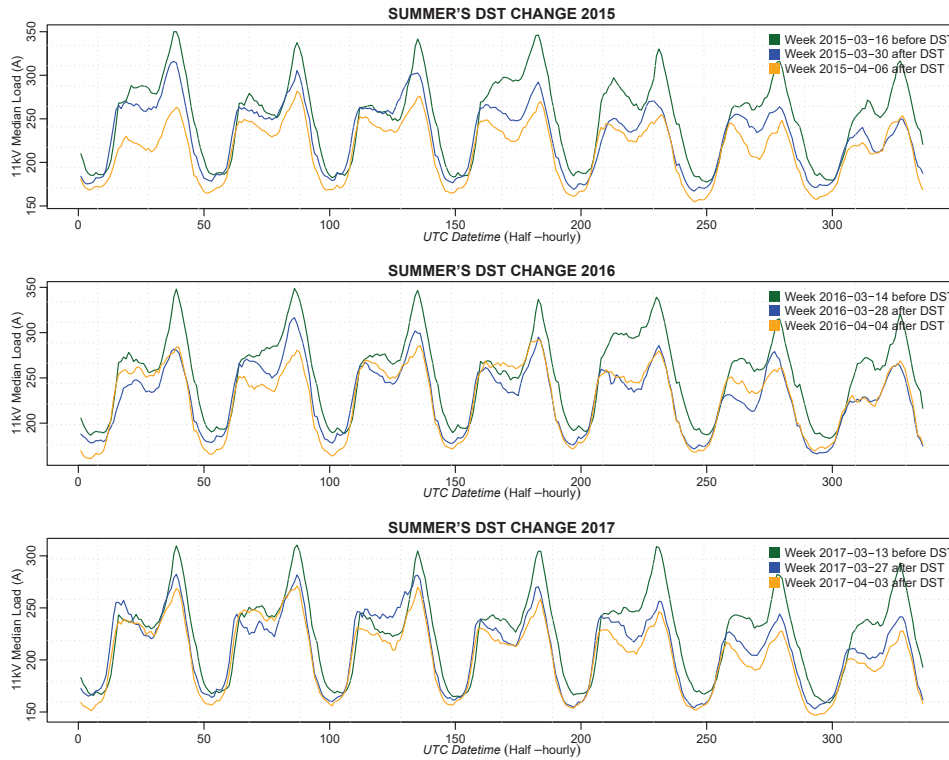 SUMMER'S DST CHANGE 2015
11kV Median Load (A)
350
300
250
200
150
Week 2015−03−16 before DST
Week 2015−03−30 after DST
Week 2015−04−06 after DST
0 50 100 150 200 250 300
UTC Datetime (Half −hourly)
SUMMER'S DST CHANGE 2016
11kV Median Load (A)
350
300
250
200
Week 2016−03−14 before DST
Week 2016−03−28 after DST
Week 2016−04−04 after DST
0 50 100 150 200 250 300
UTC Datetime (Half −hourly)
SUMMER'S DST CHANGE 2017
11kV Median Load (A)
300
250
200
150
Week 2017−03−13 before DST
Week 2017−03−27 after DST
Week 2017−04−03 after DST
0 50 100 150 200 250 300
UTC Datetime (Half −hourly)